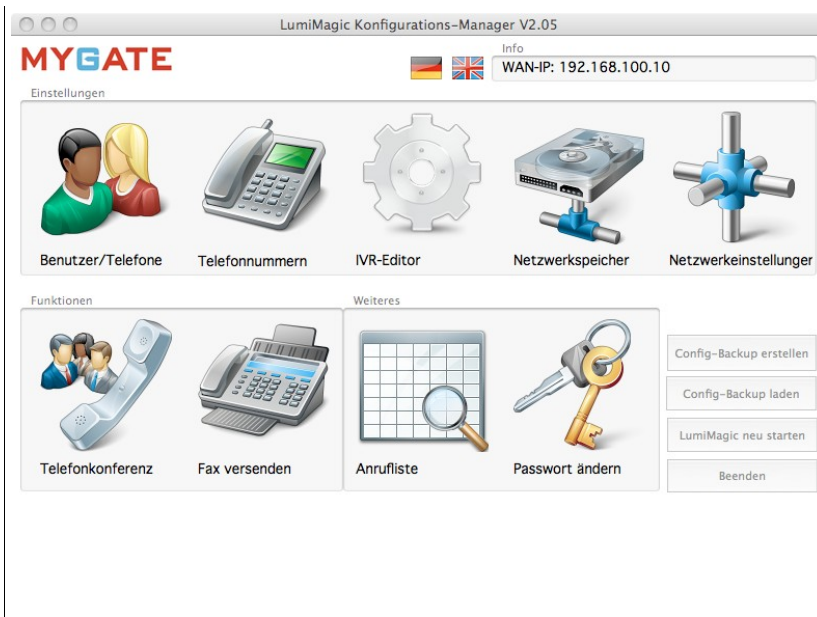 LumiMagic Konfigurations-Manager V2.05
MYGATE
Info
WAN-IP: 192.168.100.10
Einstellungen
Benutzer/Telefone
Telefonnummern
IVR-Editor
Netzwerkspeicher
Netzwerkeinstellunger
Funktionen
Weiteres
Telefonkonferenz
Fax versenden
Anrufliste
Passwort ändern
Config-Backup erstellen
Config-Backup laden
LumiMagic neu starten
Beenden